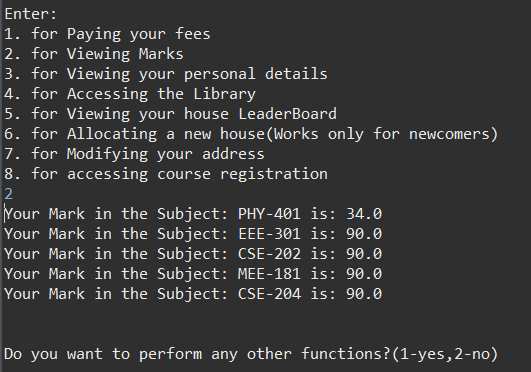 Enter:
1. for Paying your fees
2. for Viewing Marks
3. for Viewing your personal details
4. for Accessing the Library
5. for Viewing your house LeaderBoard
6. for Allocating a new house(Works only for newcomers)
7. for Modifying your address
8. for accessing course registration
2
Your Mark in the Subject: PHY-401 is: 34.0
Your Mark in the Subject: EEE-301 is: 90.0
Your Mark in the Subject: CSE-202 is: 90.0
Your Mark in the Subject: MEE-181 is: 90.0
Your Mark in the Subject: CSE-204 is: 90.0
Do you want to perform any other functions?(1-yes,2-no)